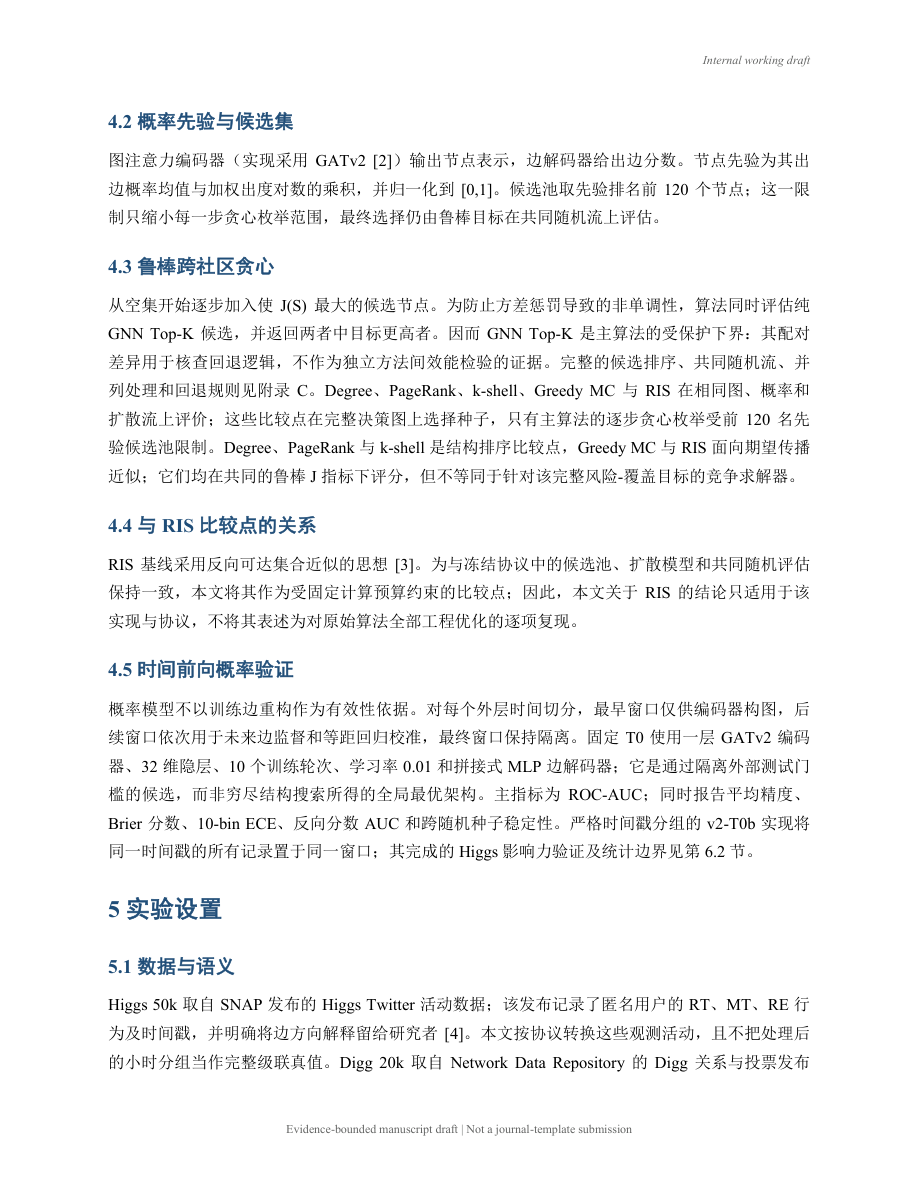 Internal working draft
4.2 概率先验与候选集
图注意力编码器（实现采用 GATv2 [2]）输出节点表示，边解码器给出边分数。节点先验为其出
边概率均值与加权出度对数的乘积，并归一化到 [0,1]。候选池取先验排名前 120 个节点；这一限
制只缩小每一步贪心枚举范围，最终选择仍由鲁棒目标在共同随机流上评估。
4.3 鲁棒跨社区贪心
从空集开始逐步加入使 J(S) 最大的候选节点。为防止方差惩罚导致的非单调性，算法同时评估纯
GNN Top-K 候选，并返回两者中目标更高者。因而 GNN Top-K 是主算法的受保护下界：其配对
差异用于核查回退逻辑，不作为独立方法间效能检验的证据。完整的候选排序、共同随机流、并
列处理和回退规则见附录 C。Degree、PageRank、k-shell、Greedy MC 与 RIS 在相同图、概率和
扩散流上评价；这些比较点在完整决策图上选择种子，只有主算法的逐步贪心枚举受前 120 名先
验候选池限制。Degree、PageRank 与 k-shell 是结构排序比较点，Greedy MC 与 RIS 面向期望传播
近似；它们均在共同的鲁棒 J 指标下评分，但不等同于针对该完整风险-覆盖目标的竞争求解器。
4.4 与 RIS 比较点的关系
RIS 基线采用反向可达集合近似的思想 [3]。为与冻结协议中的候选池、扩散模型和共同随机评估
保持一致，本文将其作为受固定计算预算约束的比较点；因此，本文关于 RIS 的结论只适用于该
实现与协议，不将其表述为对原始算法全部工程优化的逐项复现。
4.5 时间前向概率验证
概率模型不以训练边重构作为有效性依据。对每个外层时间切分，最早窗口仅供编码器构图，后
续窗口依次用于未来边监督和等距回归校准，最终窗口保持隔离。固定 T0 使用一层 GATv2 编码
器、32 维隐层、10 个训练轮次、学习率 0.01 和拼接式 MLP 边解码器；它是通过隔离外部测试门
槛的候选，而非穷尽结构搜索所得的全局最优架构。主指标为 ROC-AUC；同时报告平均精度、
Brier 分数、10-bin ECE、反向分数 AUC 和跨随机种子稳定性。严格时间戳分组的 v2-T0b 实现将
同一时间戳的所有记录置于同一窗口；其完成的 Higgs 影响力验证及统计边界见第 6.2 节。
5 实验设置
5.1 数据与语义
Higgs 50k 取自 SNAP 发布的 Higgs Twitter 活动数据；该发布记录了匿名用户的 RT、MT、RE 行
为及时间戳，并明确将边方向解释留给研究者 [4]。本文按协议转换这些观测活动，且不把处理后
的小时分组当作完整级联真值。Digg 20k 取自 Network Data Repository 的 Digg 关系与投票发布
Evidence-bounded manuscript draft | Not a journal-template submission